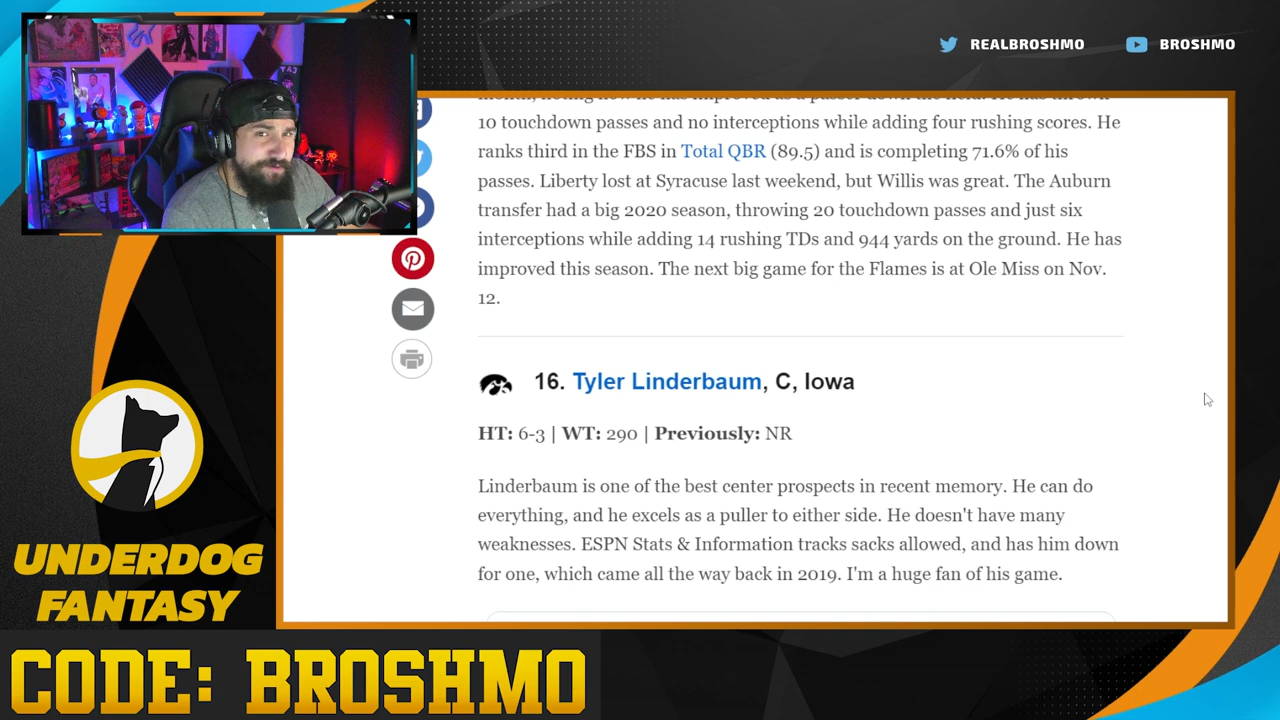 REALBROSHMO
BROSHMO
10 touchdown passes and no interceptions while adding four rushing scores. He
ranks third in the FBS in Total QBR (89.5) and is completing 71.6% of his
passes. Liberty lost at Syracuse last weekend, but Willis was great. The Auburn
transfer had a big 2020 season, throwing 20 touchdown passes and just six
interceptions while adding 14 rushing TDs and 944 yards on the ground. He has
improved this season. The next big game for the Flames is at Ole Miss on Nov.
12.
16. Tyler Linderbaum, C, Iowa
HT: 6-3 | WT: 290 | Previously: NR
Linderbaum is one of the best center prospects in recent memory. He can do
everything, and he excels as a puller to either side. He doesn't have many
weaknesses. ESPN Stats & Information tracks sacks allowed, and has him down
for one, which came all the way back in 2019. I'm a huge fan of his game.
UNDERDOG
FANTASY
CODE: BROSHMO